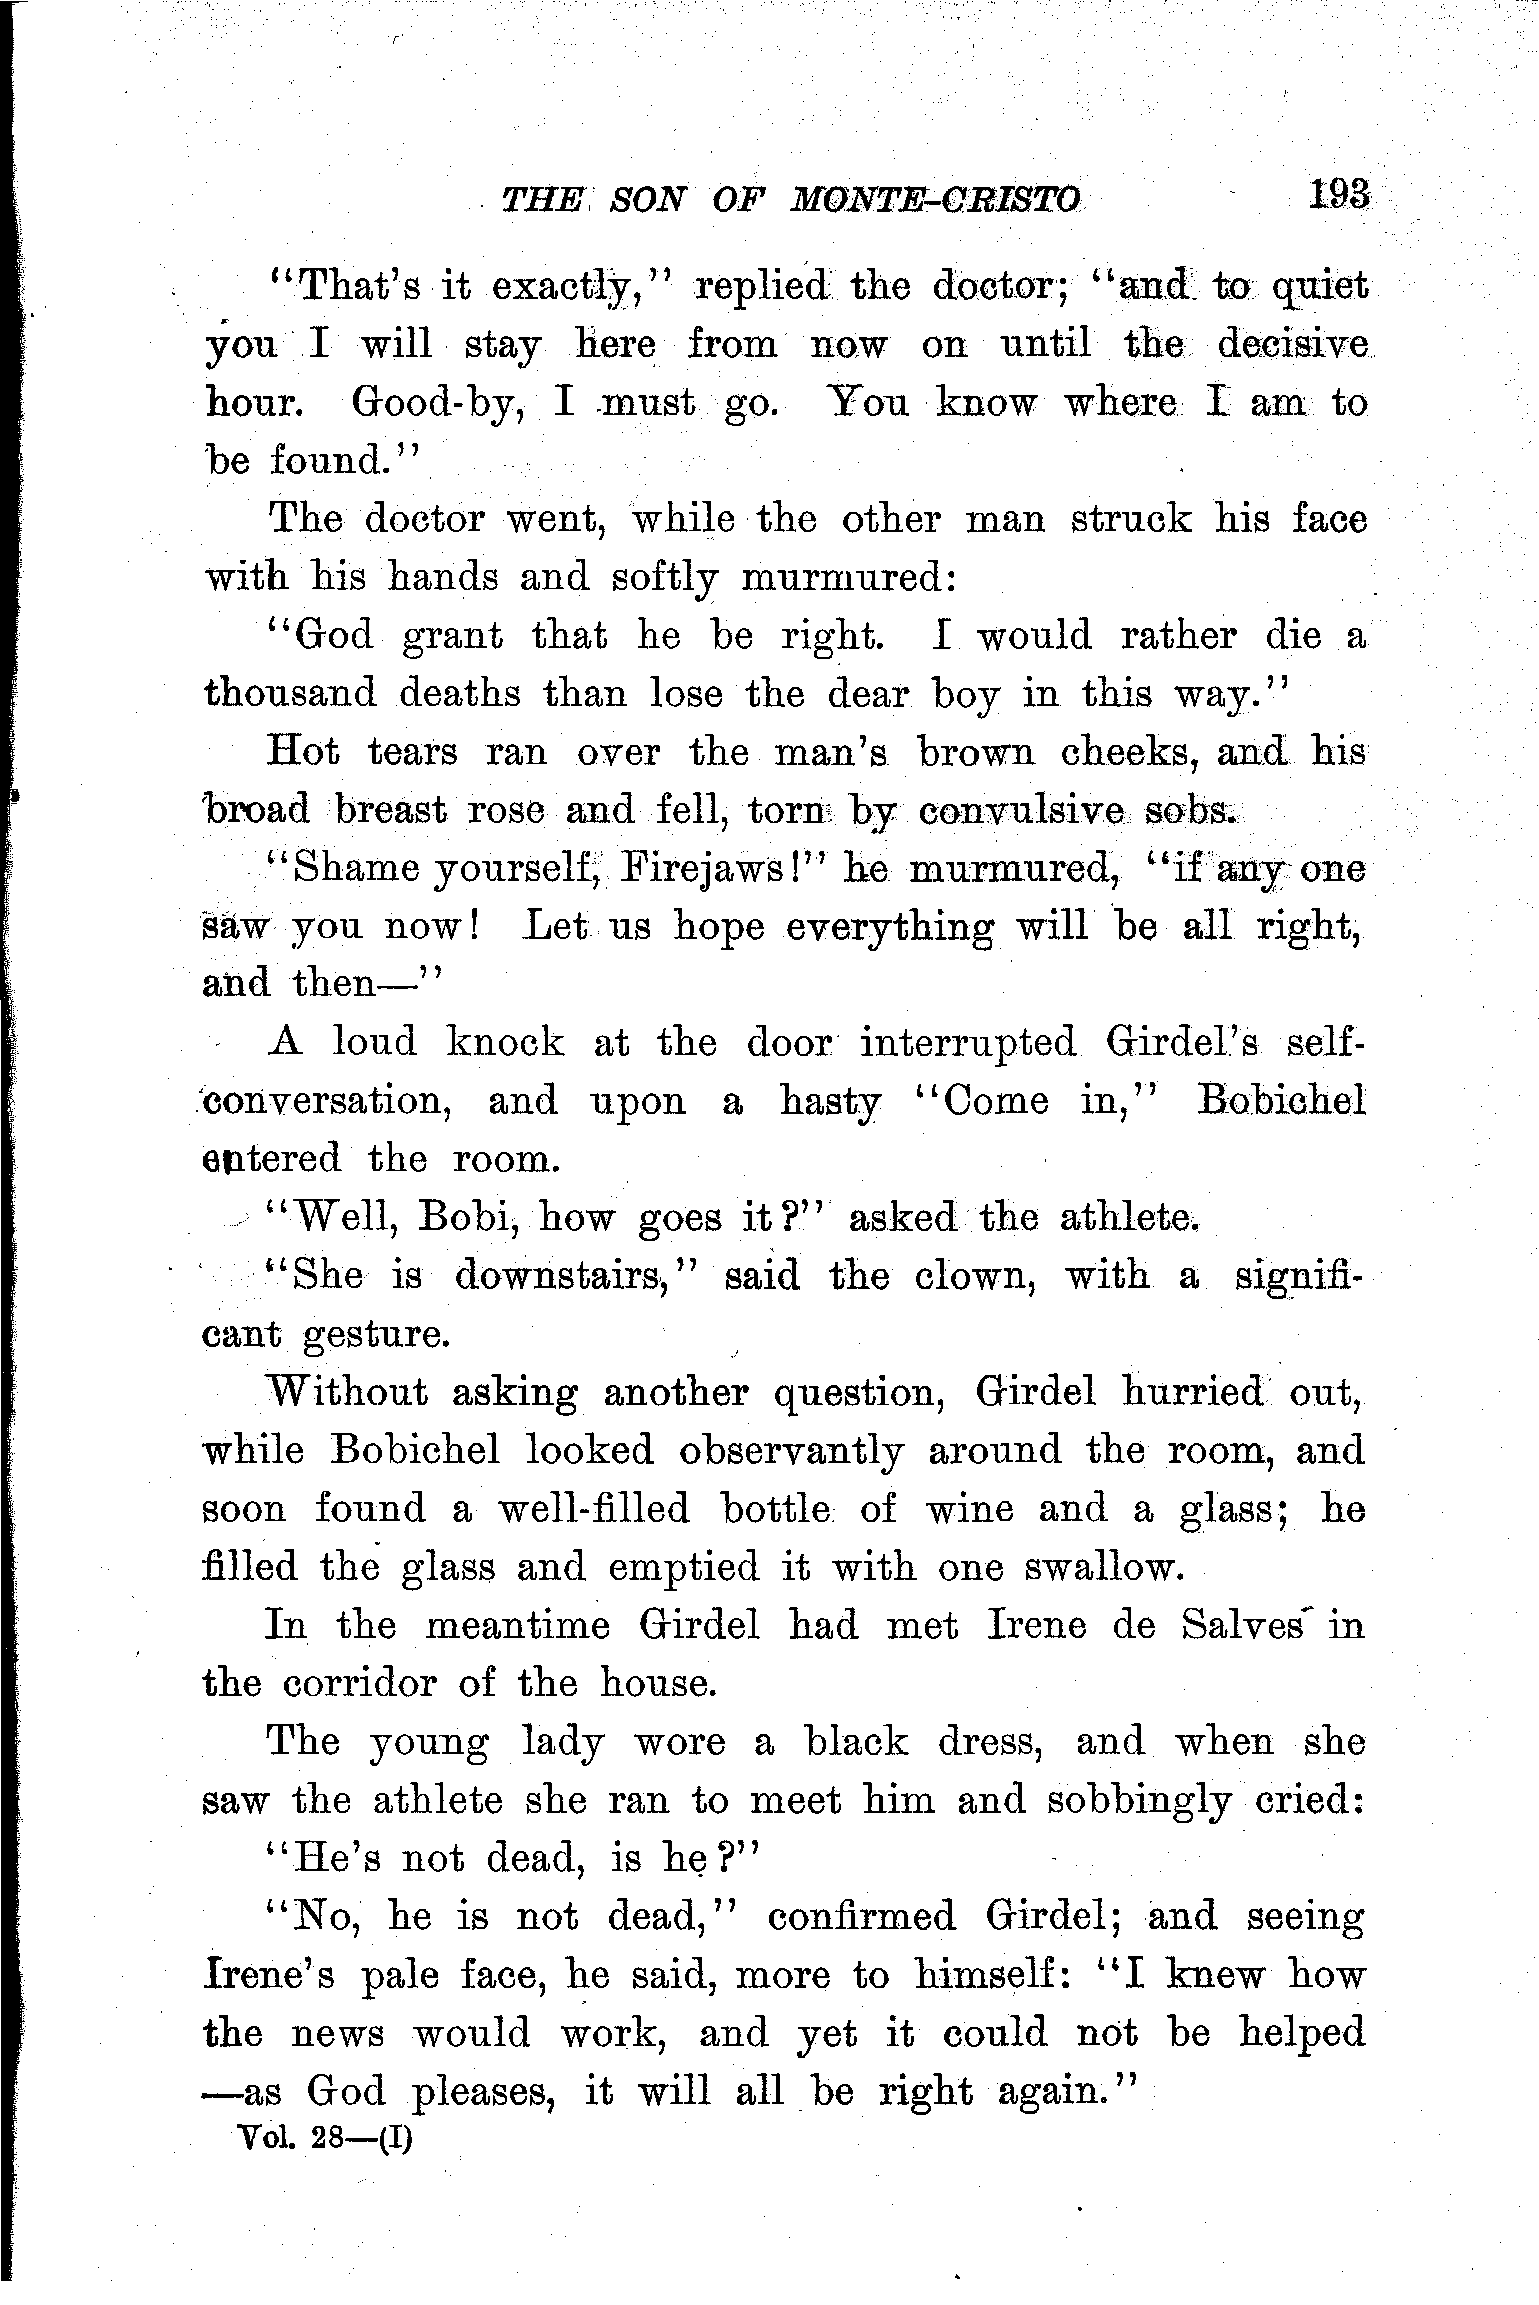 THE SON OF MONTE-CRISTO 193
"That's it exactly," replied the doctor; "and to quiet
you I will stay here from now on until the decisive
hour. Good-by, I must go. You know where I am to
be found."
The doctor went, while the other man struck his face
with his hands and softly murmured:
"God grant that he be right. I would rather die a
thousand deaths than lose the dear boy in this way."
Hot tears ran over the man's brown cheeks, and his
broad breast rose and fell, torn by convulsive sobs.
"Shame yourself, Firejaws!" he murmured, "if any one
saw you now! Let us hope everything will be all right,
and then—"
A loud knock at the door interrupted Girdel's self-
conversation, and upon a hasty "Come in," Bobichel
entered the room.
"Well, Bobi, how goes it?" asked the athlete.
"She is downstairs," said the clown, with a signifi-
cant gesture.
Without asking another question, Girdel hurried out,
while Bobichel looked observantly around the room, and
soon found a well-filled bottle of wine and a glass; he
filled the glass and emptied it with one swallow.
In the meantime Girdel had met Irene de Salves in
the corridor of the house.
The young lady wore a black dress, and when she
saw the athlete she ran to meet him and sobbingly cried:
"He's not dead, is he?"
"No, he is not dead," confirmed Girdel; and seeing
Irene's pale face, he said, more to himself: "I knew how
the news would work, and yet it could not be helped
—as God pleases, it will all be right again."
Vol. 28—(I)